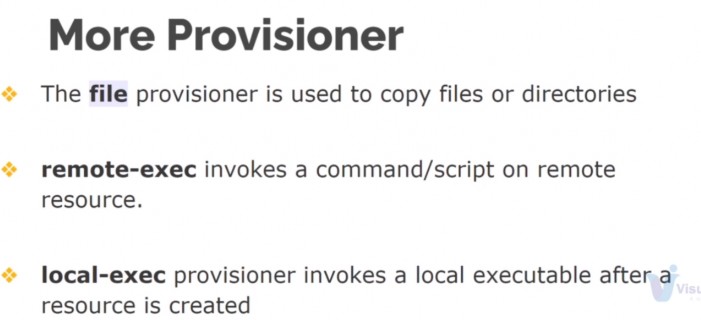 More Provisioner
The file provisioner is used to copy files or directories
remote-exec invokes a command/script on remote
resource.
local-exec provisioner invokes a local executable after a
resource is created